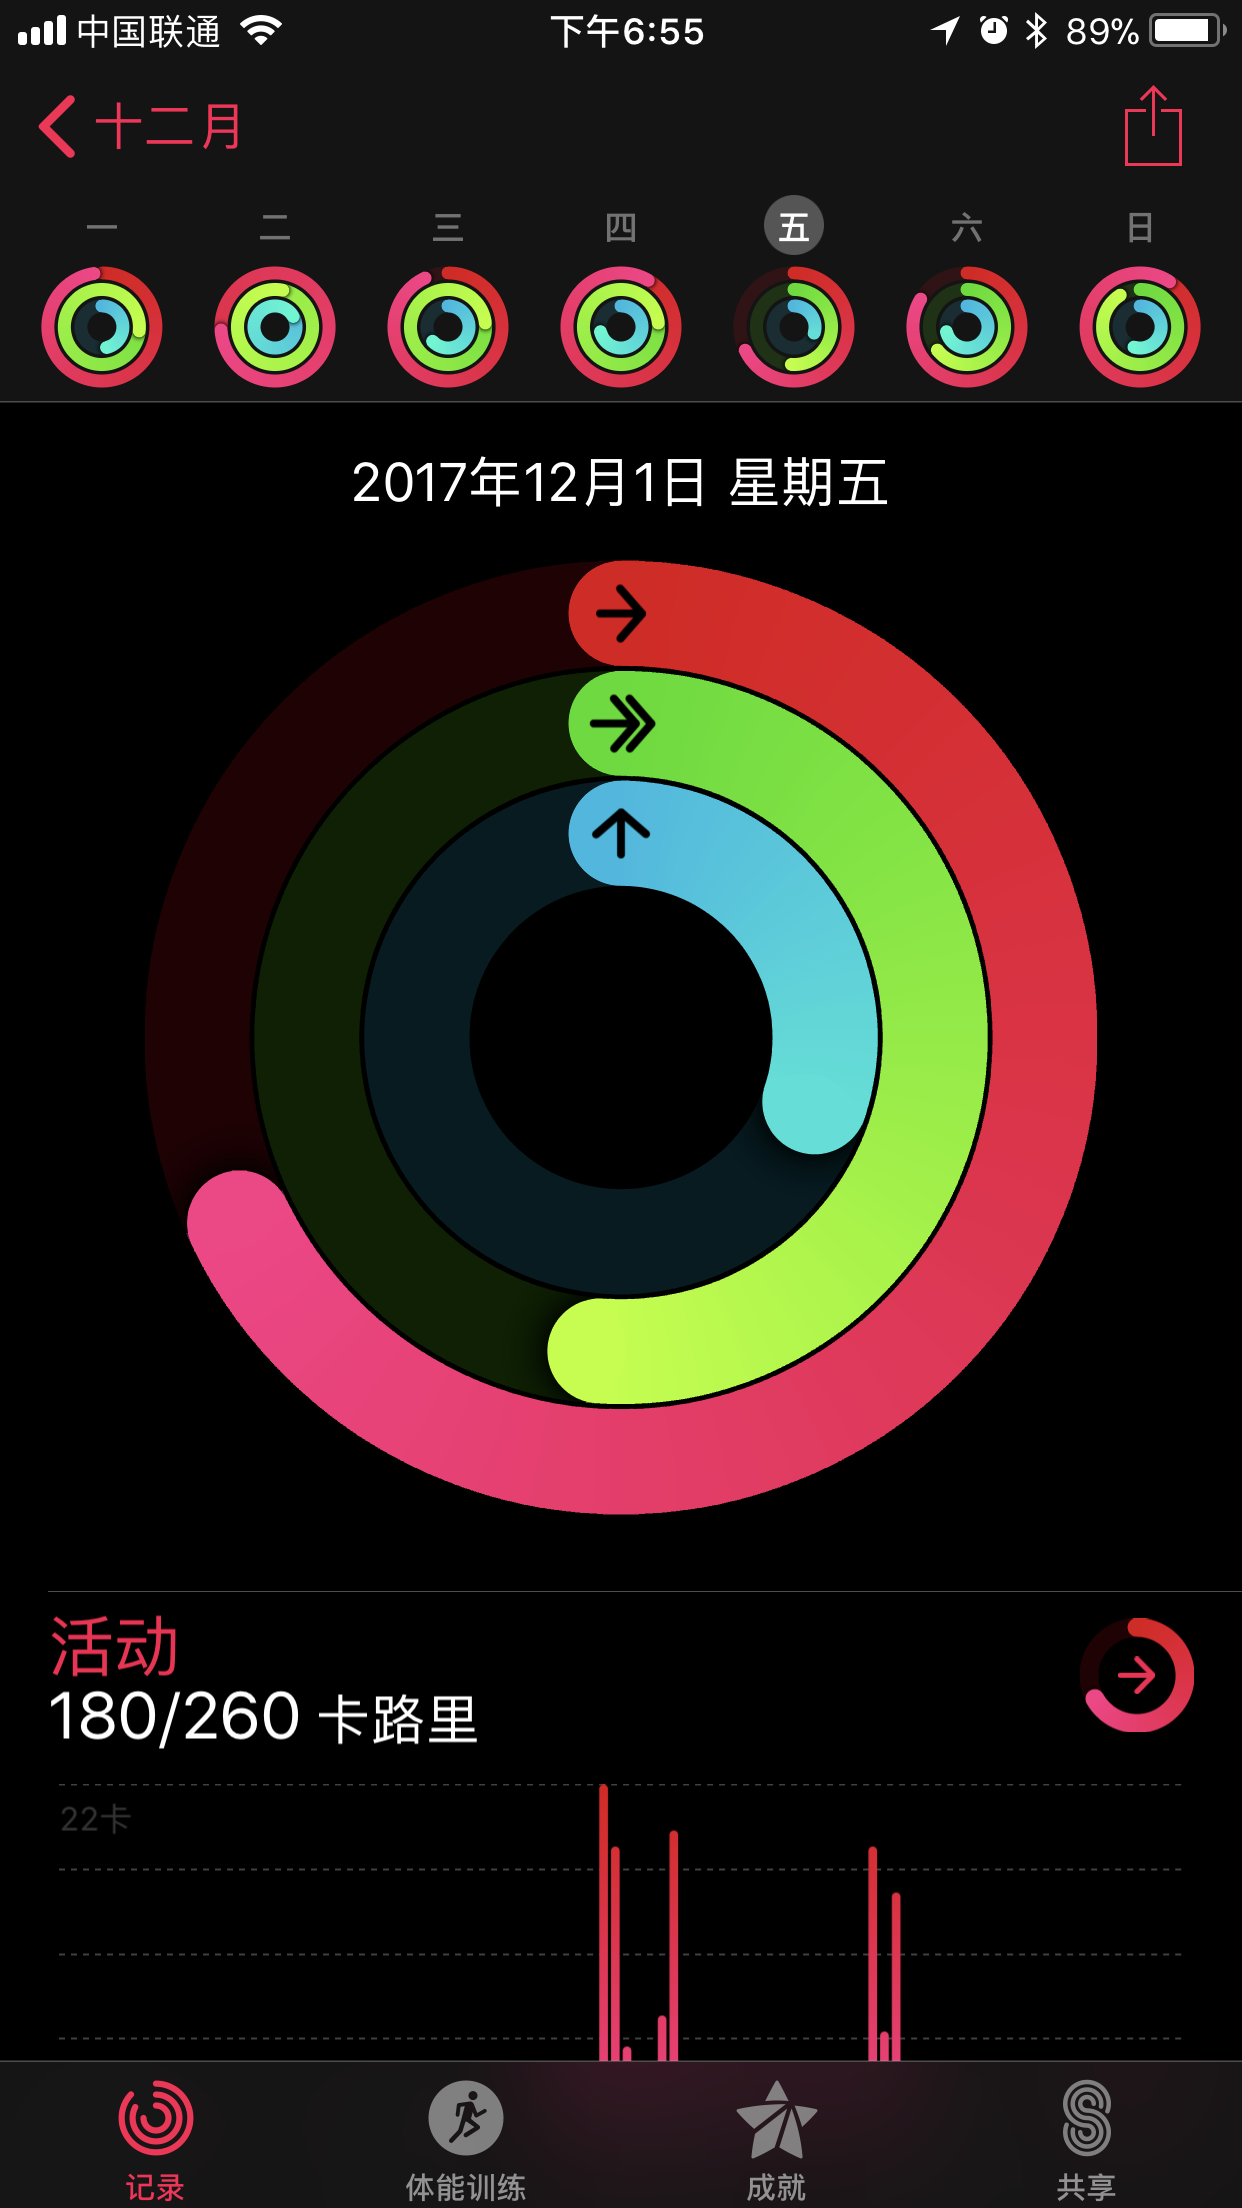 中国联通 下午6:55 89%
十二月
一 二 三 四 五 六 日
2017年12月1日 星期五
活动
180/260 卡路里
22卡
记录 体能训练 成就 共享